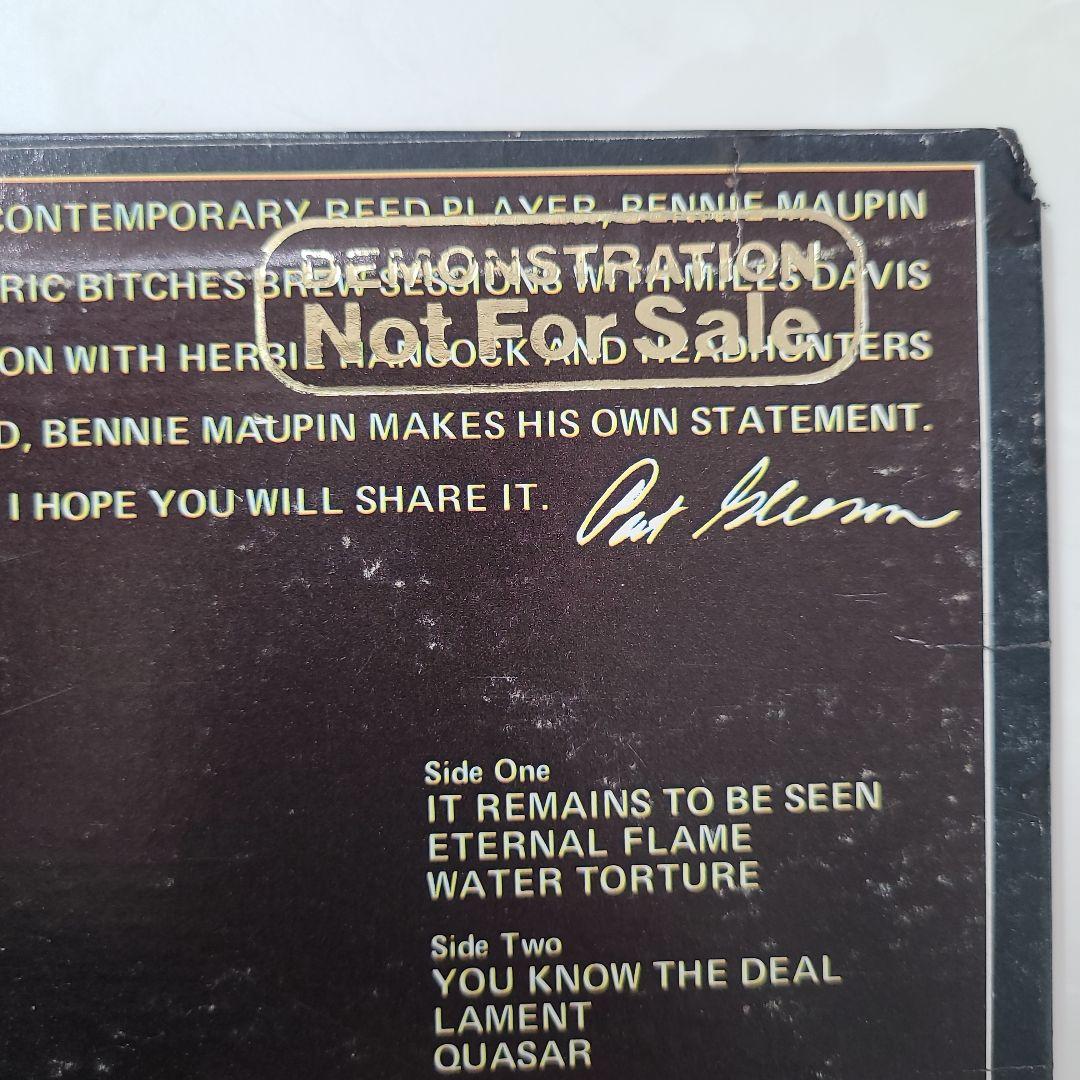 CONTEMPORARY REED PLAYER, BENNIE MAUPIN
DEMONSTRATION
RIC BITCHES BREW SESSIONS WITH MILES DAVIS
Not For Sale
ON WITH HERBIE HANCOCK AND HEADHUNTERS
D, BENNIE MAUPIN MAKES HIS OWN STATEMENT.
I HOPE YOU WILL SHARE IT.
Pat Gleeson
Side One
IT REMAINS TO BE SEEN
ETERNAL FLAME
WATER TORTURE
Side Two
YOU KNOW THE DEAL
LAMENT
QUASAR